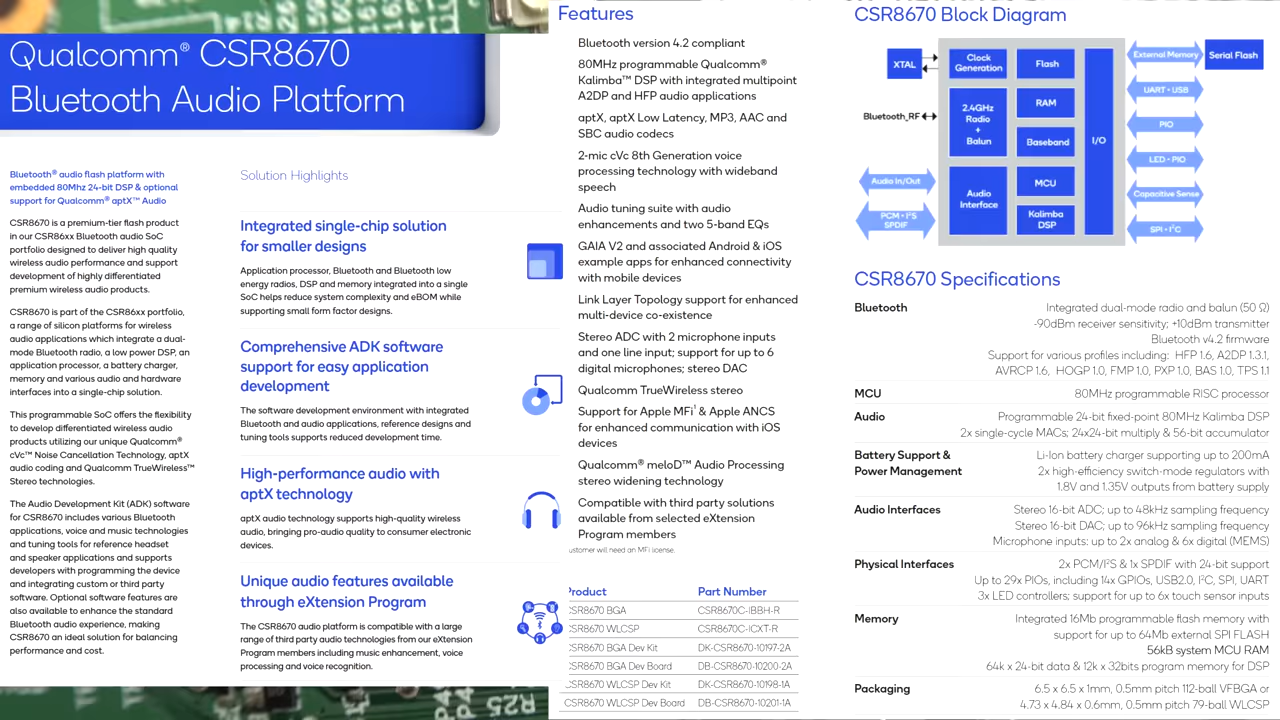 Qualcomm® CSR8670
Bluetooth Audio Platform
Bluetooth® audio flash platform with
embedded 80Mhz 24-bit DSP & optional
support for Qualcomm® aptX™ Audio
CSR8670 is a premium-tier flash product
in our CSR86xx Bluetooth audio SoC
portfolio designed to deliver high quality
wireless audio performance and support
development of highly differentiated
premium wireless audio products.
CSR8670 is part of the CSR86xx portfolio,
a range of silicon platforms for wireless
audio applications which integrate a dual-
mode Bluetooth radio, a low power DSP, an
application processor, a battery charger,
memory and various audio and hardware
interfaces into a single-chip solution.
This programmable SoC offers the flexibility
to develop differentiated wireless audio
products utilizing our unique Qualcomm®
cVc™ Noise Cancellation Technology, aptX
audio coding and Qualcomm TrueWireless™
Stereo technologies.
The Audio Development Kit (ADK) software
for CSR8670 includes various Bluetooth
applications, voice and music technologies
and tuning tools for reference headset
and speaker applications and supports
developers with programming the device
and integrating custom or third party
software. Optional software features are
also available to enhance the standard
Bluetooth audio experience, making
CSR8670 an ideal solution for balancing
performance and cost.
Solution Highlights
Integrated single-chip solution
for smaller designs
Application processor, Bluetooth and Bluetooth low
energy radios, DSP and memory integrated into a single
SoC helps reduce system complexity and eBOM while
supporting small form factor designs.
Comprehensive ADK software
support for easy application
development
The software development environment with integrated
Bluetooth and audio applications, reference designs and
tuning tools supports reduced development time.
High-performance audio with
aptX technology
aptX audio technology supports high-quality wireless
audio, bringing pro-audio quality to consumer electronic
devices.
Unique audio features available
through eXtension Program
The CSR8670 audio platform is compatible with a large
range of third party audio technologies from our eXtension
Program members including music enhancement, voice
processing and voice recognition.
R25
Features
Bluetooth version 4.2 compliant
80MHz programmable Qualcomm®
Kalimba™ DSP with integrated multipoint
A2DP and HFP audio applications
aptX, aptX Low Latency, MP3, AAC and
SBC audio codecs
2-mic cVc 8th Generation voice
processing technology with wideband
speech
Audio tuning suite with audio
enhancements and two 5-band EQs
GAIA V2 and associated Android & iOS
example apps for enhanced connectivity
with mobile devices
Link Layer Topology support for enhanced
multi-device co-existence
Stereo ADC with 2 microphone inputs
and one line input; support for up to 6
digital microphones; stereo DAC
Qualcomm TrueWireless stereo
Support for Apple MFi¹ & Apple ANCS
for enhanced communication with iOS
devices
Qualcomm® meloD™ Audio Processing
stereo widening technology
Compatible with third party solutions
available from selected eXtension
Program members
ustomer will need an MFi license.
Product Part Number
CSR8670 BGA CSR8670C-IBBH-R
CSR8670 WLCSP CSR8670C-ICXT-R
CSR8670 BGA Dev Kit DK-CSR8670-10197-2A
CSR8670 BGA Dev Board DB-CSR8670-10200-2A
CSR8670 WLCSP Dev Kit DK-CSR8670-10198-1A
CSR8670 WLCSP Dev Board DB-CSR8670-10201-1A
CSR8670 Block Diagram
XTAL
Bluetooth_RF
Audio In/Out
PCM • I²S
SPDIF
Clock
Generation
2.4GHz
Radio
+
Balun
Audio
Interface
Flash
RAM
Baseband
MCU
Kalimba
DSP
I/O
External Memory
Serial Flash
UART • USB
PIO
LED • PIO
Capacitive Sense
SPI • I²C
CSR8670 Specifications
Bluetooth Integrated dual-mode radio and balun (50 Ω)
-90dBm receiver sensitivity; +10dBm transmitter
Bluetooth v4.2 firmware
Support for various profiles including: HFP 1.6, A2DP 1.3.1,
AVRCP 1.6, HOGP 1.0, FMP 1.0, PXP 1.0, BAS 1.0, TPS 1.1
MCU 80MHz programmable RISC processor
Audio Programmable 24-bit fixed-point 80MHz Kalimba DSP
2x single-cycle MACs; 24x24-bit multiply & 56-bit accumulator
Battery Support & Li-Ion battery charger supporting up to 200mA
Power Management 2x high-efficiency switch-mode regulators with
1.8V and 1.35V outputs from battery supply
Audio Interfaces Stereo 16-bit ADC; up to 48kHz sampling frequency
Stereo 16-bit DAC; up to 96kHz sampling frequency
Microphone inputs: up to 2x analog & 6x digital (MEMS)
Physical Interfaces 2x PCM/I²S & 1x SPDIF with 24-bit support
Up to 29x PIOs, including 14x GPIOs, USB2.0, I²C, SPI, UART
3x LED controllers; support for up to 6x touch sensor inputs
Memory Integrated 16Mb programmable flash memory with
support for up to 64Mb external SPI FLASH
56kB system MCU RAM
64k x 24-bit data & 12k x 32bits program memory for DSP
Packaging 6.5 x 6.5 x 1mm, 0.5mm pitch 112-ball VFBGA or
4.73 x 4.84 x 0.6mm, 0.5mm pitch 79-ball WLCSP